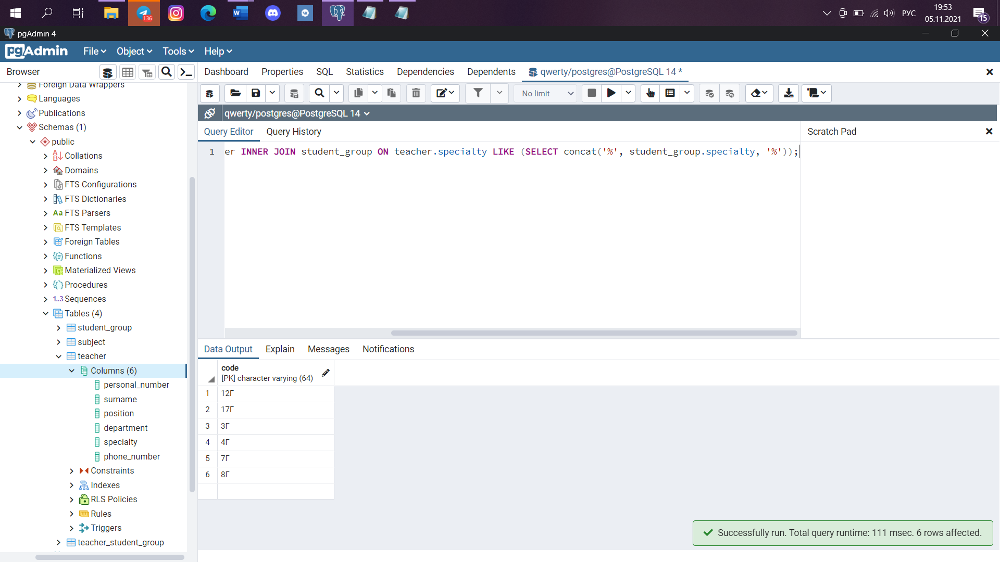 136
W
РУС
19:53
05.11.2021
15
pgAdmin 4
pgAdmin
File
Object
Tools
Help
Browser
Dashboard
Properties
SQL
Statistics
Dependencies
Dependents
qwerty/postgres@PostgreSQL 14 *
No limit
qwerty/postgres@PostgreSQL 14
Query Editor
Query History
Scratch Pad
1
er INNER JOIN student_group ON teacher.specialty LIKE (SELECT concat('%', student_group.specialty, '%'));
Foreign Data Wrappers
Languages
Publications
Schemas (1)
public
Collations
Domains
FTS Configurations
FTS Dictionaries
Aa FTS Parsers
FTS Templates
Foreign Tables
Functions
Materialized Views
Procedures
1..3 Sequences
Tables (4)
student_group
subject
teacher
Columns (6)
personal_number
surname
position
department
specialty
phone_number
Constraints
Indexes
RLS Policies
Rules
Triggers
teacher_student_group
Data Output
Explain
Messages
Notifications
code
[PK] character varying (64)
1 12Г
2 17Г
3 3Г
4 4Г
5 7Г
6 8Г
Successfully run. Total query runtime: 111 msec. 6 rows affected.